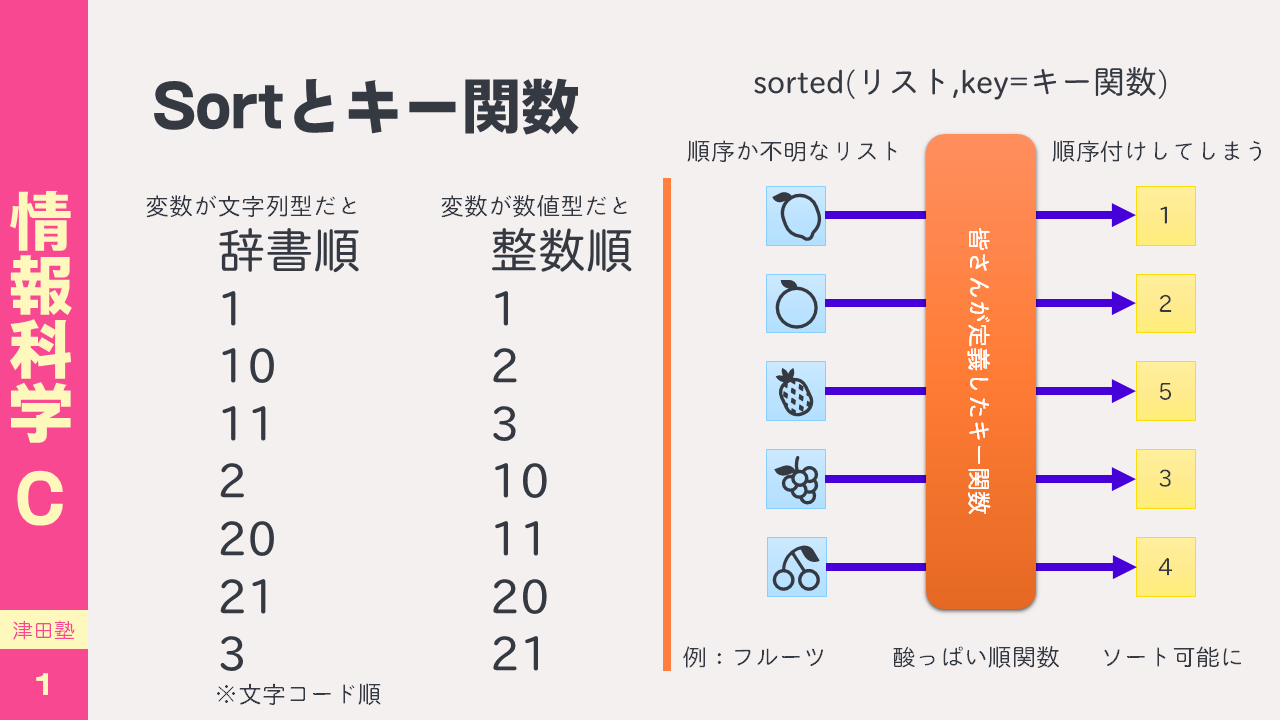 情報科学 C
津田塾
1
Sortとキー関数
変数が文字列型だと
辞書順
1
10
11
2
20
21
3
※文字コード順
変数が数値型だと
整数順
1
2
3
10
11
20
21
sorted(リスト,key=キー関数)
順序か不明なリスト
順序付けしてしまう
皆さんが定義したキー関数
1
2
5
3
4
例：フルーツ
酸っぱい順関数
ソート可能に